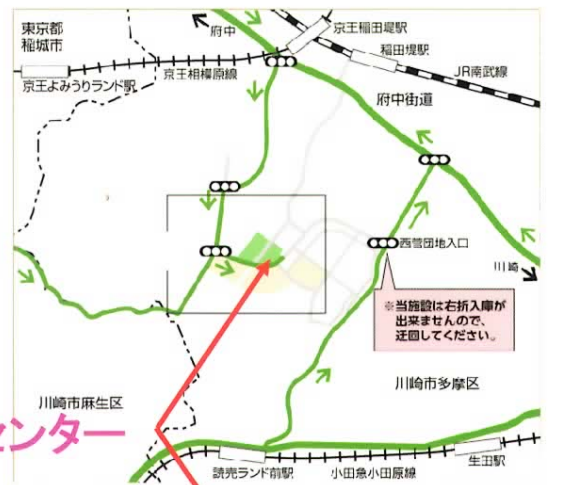 東京都
稲城市
府中
京王稲田堤駅
稲田堤駅
京王よみうりランド駅
京王相模原線
JR南武線
府中街道
西菅団地入口
川崎
※当施設は右折入庫が
出来ませんので、
迂回してください。
川崎市麻生区
川崎市多摩区
センター
読売ランド前駅
小田急小田原線
生田駅